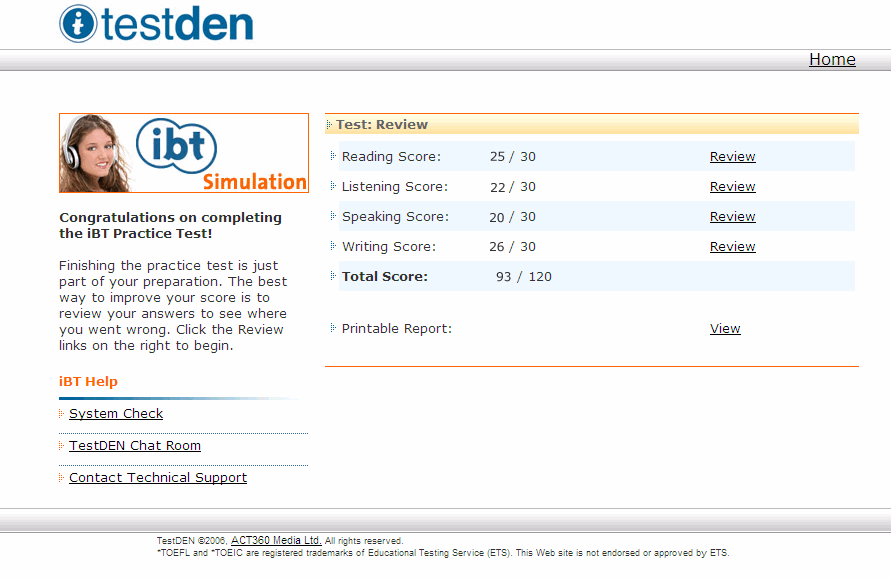 testden
Home
ibt
Simulation
Congratulations on completing
the iBT Practice Test!
Finishing the practice test is just
part of your preparation. The best
way to improve your score is to
review your answers to see where
you went wrong. Click the Review
links on the right to begin.
iBT Help
System Check
TestDEN Chat Room
Contact Technical Support
Test: Review
Reading Score: 25 / 30 Review
Listening Score: 22 / 30 Review
Speaking Score: 20 / 30 Review
Writing Score: 26 / 30 Review
Total Score: 93 / 120
Printable Report: View
TestDEN ©2006, ACT360 Media Ltd. All rights reserved.
*TOEFL and *TOEIC are registered trademarks of Educational Testing Service (ETS). This Web site is not endorsed or approved by ETS.